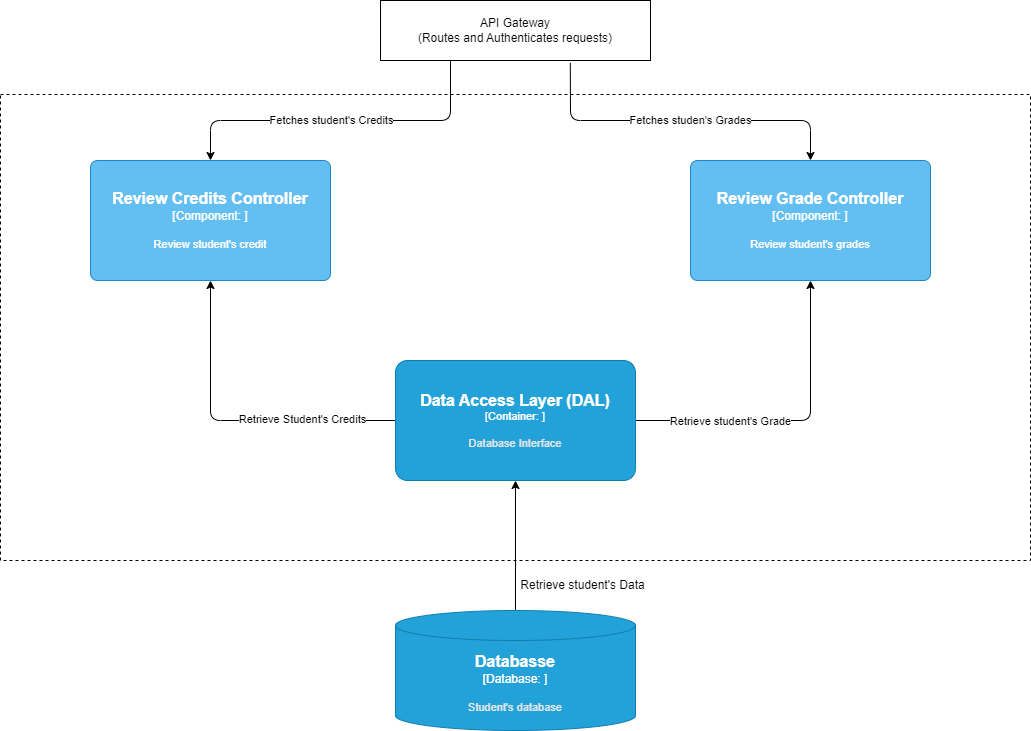 API Gateway
(Routes and Authenticates requests)
Fetches student's Credits
Fetches studen's Grades
Review Credits Controller
[Component: ]
Review student's credit
Review Grade Controller
[Component: ]
Review student's grades
Data Access Layer (DAL)
[Container: ]
Database Interface
Retrieve Student's Credits
Retrieve student's Grade
Retrieve student's Data
Databasse
[Database: ]
Student's database